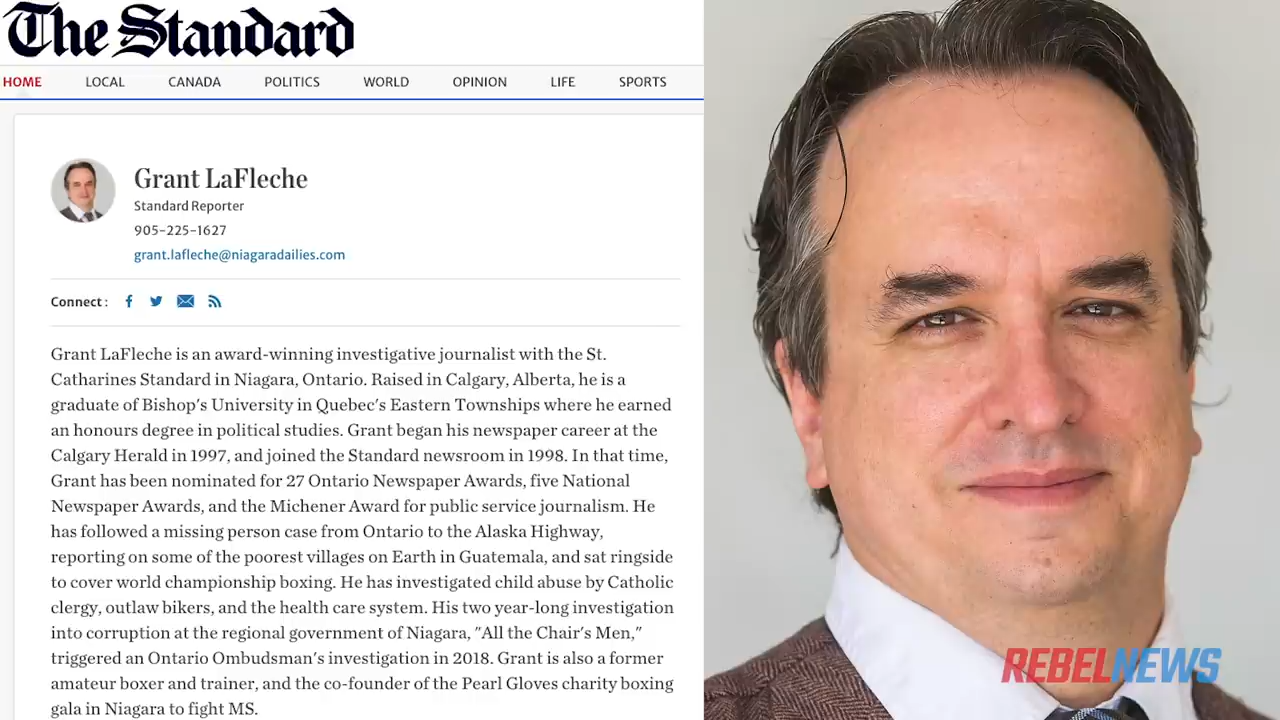 The Standard
HOME LOCAL CANADA POLITICS WORLD OPINION LIFE SPORTS
Grant LaFleche
Standard Reporter
905-225-1627
grant.lafleche@niagaradailies.com
Connect :
Grant LaFleche is an award-winning investigative journalist with the St.
Catharines Standard in Niagara, Ontario. Raised in Calgary, Alberta, he is a
graduate of Bishop's University in Quebec's Eastern Townships where he earned
an honours degree in political studies. Grant began his newspaper career at the
Calgary Herald in 1997, and joined the Standard newsroom in 1998. In that time,
Grant has been nominated for 27 Ontario Newspaper Awards, five National
Newspaper Awards, and the Michener Award for public service journalism. He
has followed a missing person case from Ontario to the Alaska Highway,
reporting on some of the poorest villages on Earth in Guatemala, and sat ringside
to cover world championship boxing. He has investigated child abuse by Catholic
clergy, outlaw bikers, and the health care system. His two year-long investigation
into corruption at the regional government of Niagara, "All the Chair's Men,"
triggered an Ontario Ombudsman's investigation in 2018. Grant is also a former
amateur boxer and trainer, and the co-founder of the Pearl Gloves charity boxing
gala in Niagara to fight MS.
REBELNEWS